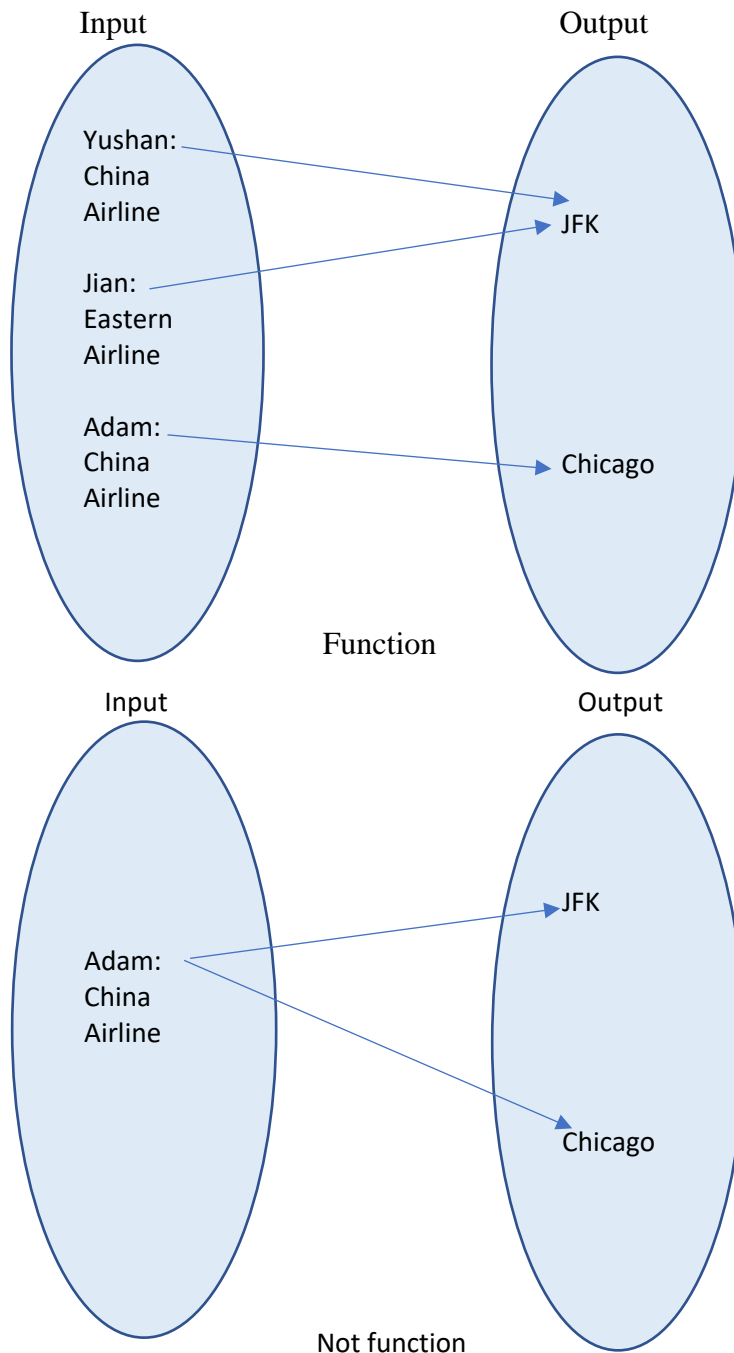 Input
Output
Yushan:
China
Airline
JFK
Jian:
Eastern
Airline
Adam:
China
Airline
Chicago
Function
Input
Output
JFK
Adam:
China
Airline
Chicago
Not function